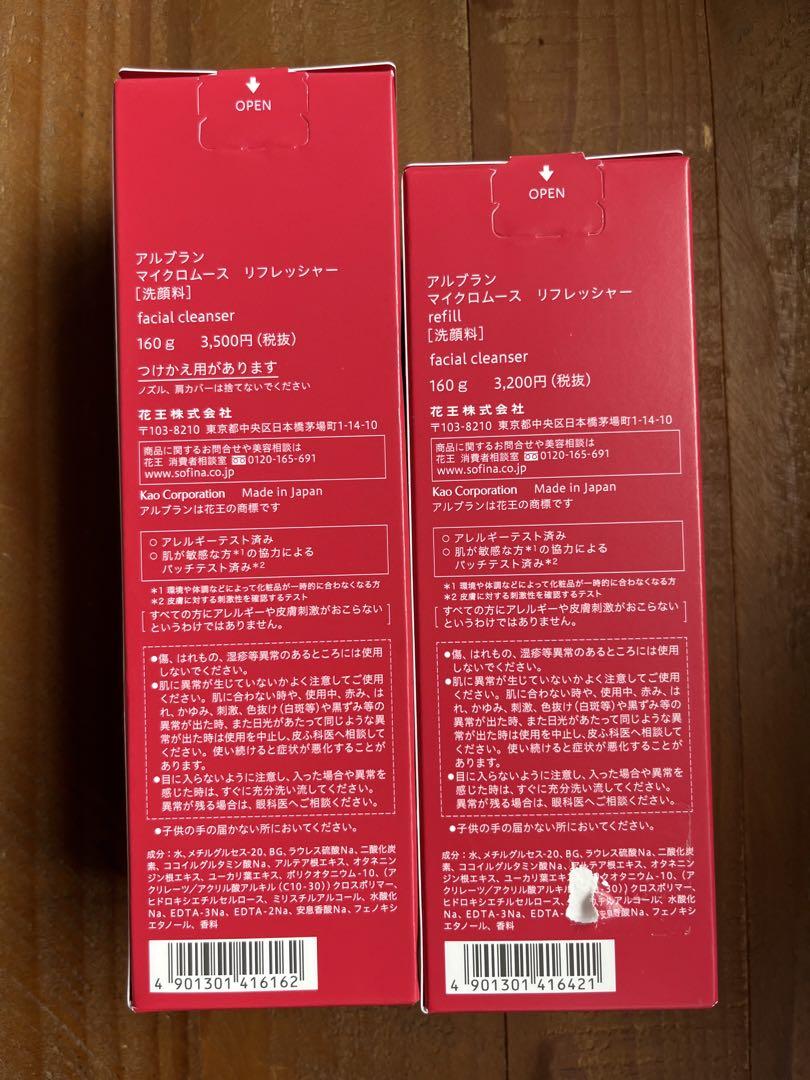 OPEN
アルブラン
マイクロムース　リフレッシャー
［洗顔料］
facial cleanser
160g　3,500円（税抜）
つけかえ用があります
ノズル、肩カバーは捨てないでください
花王株式会社
〒103-8210 東京都中央区日本橋茅場町1-14-10
商品に関するお問合せや美容相談は
花王 消費者相談室 0120-165-691
www.sofina.co.jp
Kao Corporation　Made in Japan
アルブランは花王の商標です
○ アレルギーテスト済み
○ 肌が敏感な方*1の協力による
パッチテスト済み*2
*1 環境や体調などによって化粧品が一時的に合わなくなる方
*2 皮膚に対する刺激性を確認するテスト
［すべての方にアレルギーや皮膚刺激がおこらない
というわけではありません。］
●傷、はれもの、湿疹等異常のあるところには使用
しないでください。
●肌に異常が生じていないかよく注意してご使用
ください。肌に合わない時や、使用中、赤み、は
れ、かゆみ、刺激、色抜け(白斑等)や黒ずみ等の
異常が出た時、また日光があたって同じような異
常が出た時は使用を中止し、皮ふ科医へ相談して
ください。使い続けると症状が悪化することが
あります。
●目に入らないように注意し、入った場合や異常を
感じた時は、すぐに充分洗い流してください。
異常が残る場合は、眼科医へご相談ください。
●子供の手の届かない所においてください。
成分：水、メチルグルセス-20、BG、ラウレス硫酸Na、二酸化炭
素、ココイルグルタミン酸Na、アルテア根エキス、オタネニン
ジン根エキス、ユーカリ葉エキス、ポリクオタニウム-10、（ア
クリレーツ/アクリル酸アルキル（C10-30））クロスポリマー、
ヒドロキシエチルセルロース、ミリスチルアルコール、水酸化
Na、EDTA-3Na、EDTA-2Na、安息香酸Na、フェノキシ
エタノール、香料
4 901301 416162
OPEN
アルブラン
マイクロムース　リフレッシャー
refill
［洗顔料］
facial cleanser
160g　3,200円（税抜）
花王株式会社
〒103-8210 東京都中央区日本橋茅場町1-14-10
商品に関するお問合せや美容相談は
花王 消費者相談室 0120-165-691
www.sofina.co.jp
Kao Corporation　Made in Japan
アルブランは花王の商標です
○ アレルギーテスト済み
○ 肌が敏感な方*1の協力による
パッチテスト済み*2
*1 環境や体調などによって化粧品が一時的に合わなくなる方
*2 皮膚に対する刺激性を確認するテスト
［すべての方にアレルギーや皮膚刺激がおこらない
というわけではありません。］
●傷、はれもの、湿疹等異常のあるところには使用
しないでください。
●肌に異常が生じていないかよく注意してご使用
ください。肌に合わない時や、使用中、赤み、は
れ、かゆみ、刺激、色抜け(白斑等)や黒ずみ等の
異常が出た時、また日光があたって同じような異
常が出た時は使用を中止し、皮ふ科医へ相談して
ください。使い続けると症状が悪化することが
あります。
●目に入らないように注意し、入った場合や異常を
感じた時は、すぐに充分洗い流してください。
異常が残る場合は、眼科医へご相談ください。
●子供の手の届かない所においてください。
成分：水、メチルグルセス-20、BG、ラウレス硫酸Na、二酸化炭
素、ココイルグルタミン酸Na、アルテア根エキス、オタネニン
ジン根エキス、ユーカリ葉エキス、クオタニウム-10、（ア
クリレーツ/アクリル酸アルキル（C10-30））クロスポリマー、
ヒドロキシエチルセルロース、チルアルコール、水酸化
Na、EDTA-3Na、EDTA-2Na、安息香酸Na、フェノキシ
エタノール、香料
4 901301 416421